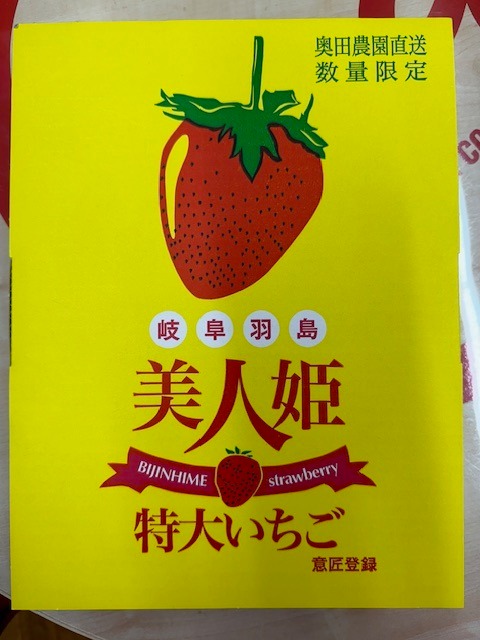 奥田農園直送
数量限定
岐阜羽島
美人姫
BIJINHIME strawberry
特大いちご
意匠登録